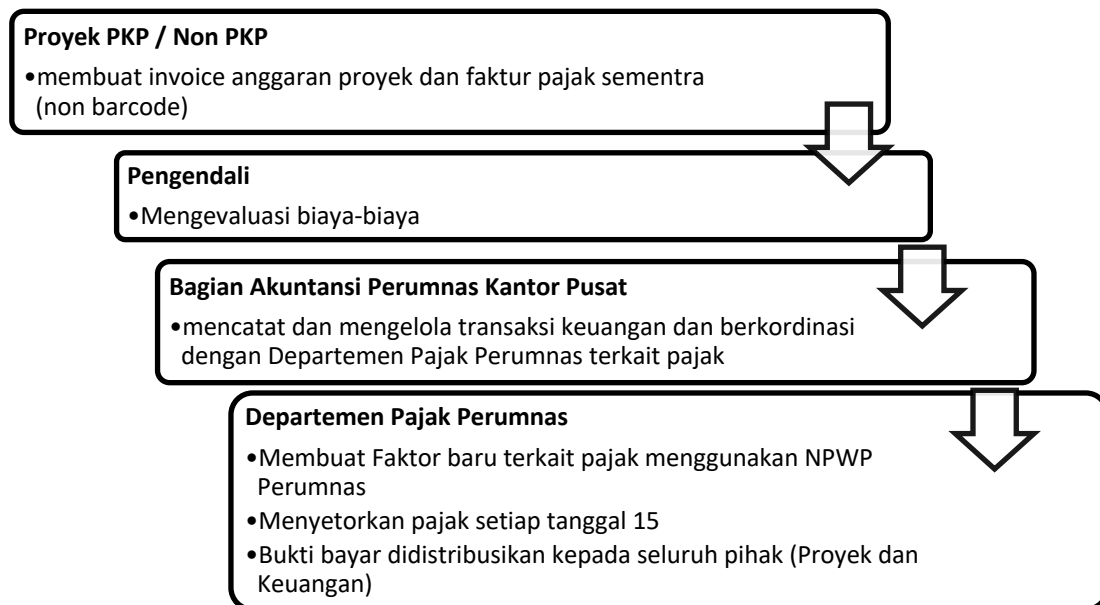 Proyek PKP / Non PKP
•membuat invoice anggaran proyek dan faktur pajak sementra
(non barcode)
Pengendali
•Mengevaluasi biaya-biaya
Bagian Akuntansi Perumnas Kantor Pusat
•mencatat dan mengelola transaksi keuangan dan berkordinasi
dengan Departemen Pajak Perumnas terkait pajak
Departemen Pajak Perumnas
•Membuat Faktor baru terkait pajak menggunakan NPWP
Perumnas
•Menyetorkan pajak setiap tanggal 15
•Bukti bayar didistribusikan kepada seluruh pihak (Proyek dan
Keuangan)